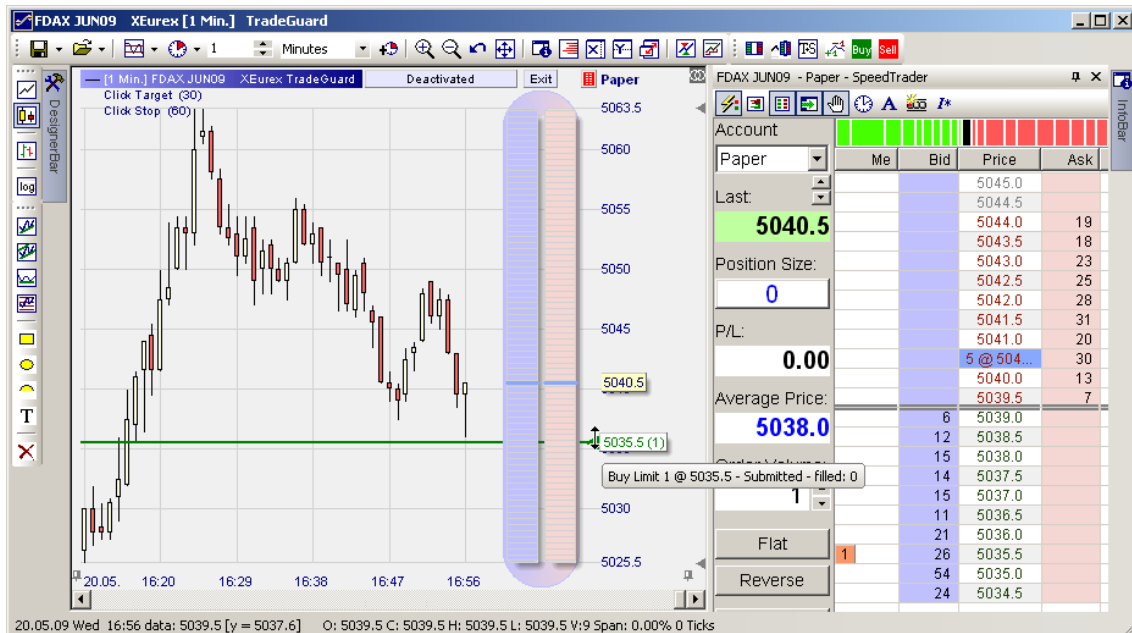 FDAX JUN09 XEurex [1 Min.] TradeGuard
1 Minutes Buy Sell
[1 Min.] FDAX JUN09 XEurex TradeGuard Deactivated Exit Paper
Click Target (30)
Click Stop (60)
DesignerBar
log
T
5063.5
5060
5055
5050
5045
5040.5
5035.5 (1)
Buy Limit 1 @ 5035.5 - Submitted - filled: 0
5030
5025.5
20.05. 16:20 16:29 16:38 16:47 16:56
FDAX JUN09 - Paper - SpeedTrader
InfoBar
Account
Paper
Last:
5040.5
Position Size:
0
P/L:
0.00
Average Price:
5038.0
1
Flat
Reverse
Me Bid Price Ask
5045.0
5044.5
5044.0 19
5043.5 18
5043.0 23
5042.5 25
5042.0 28
5041.5 31
5041.0 20
5 @ 504... 30
5040.0 13
5039.5 7
6 5039.0
12 5038.5
15 5038.0
14 5037.5
15 5037.0
11 5036.5
21 5036.0
1 26 5035.5
54 5035.0
24 5034.5
20.05.09 Wed 16:56 data: 5039.5 [y = 5037.6] O: 5039.5 C: 5039.5 H: 5039.5 L: 5039.5 V:9 Span: 0.00% 0 Ticks